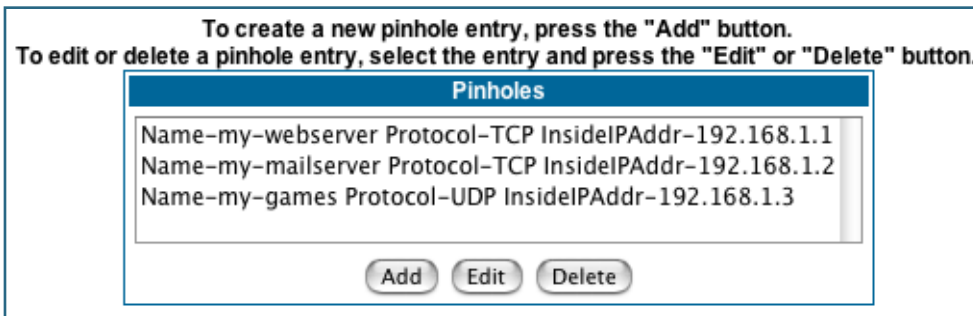 To create a new pinhole entry, press the "Add" button.
To edit or delete a pinhole entry, select the entry and press the "Edit" or "Delete" button.
Pinholes
Name-my-webserver Protocol-TCP InsideIPAddr-192.168.1.1
Name-my-mailserver Protocol-TCP InsideIPAddr-192.168.1.2
Name-my-games Protocol-UDP InsideIPAddr-192.168.1.3
Add Edit Delete